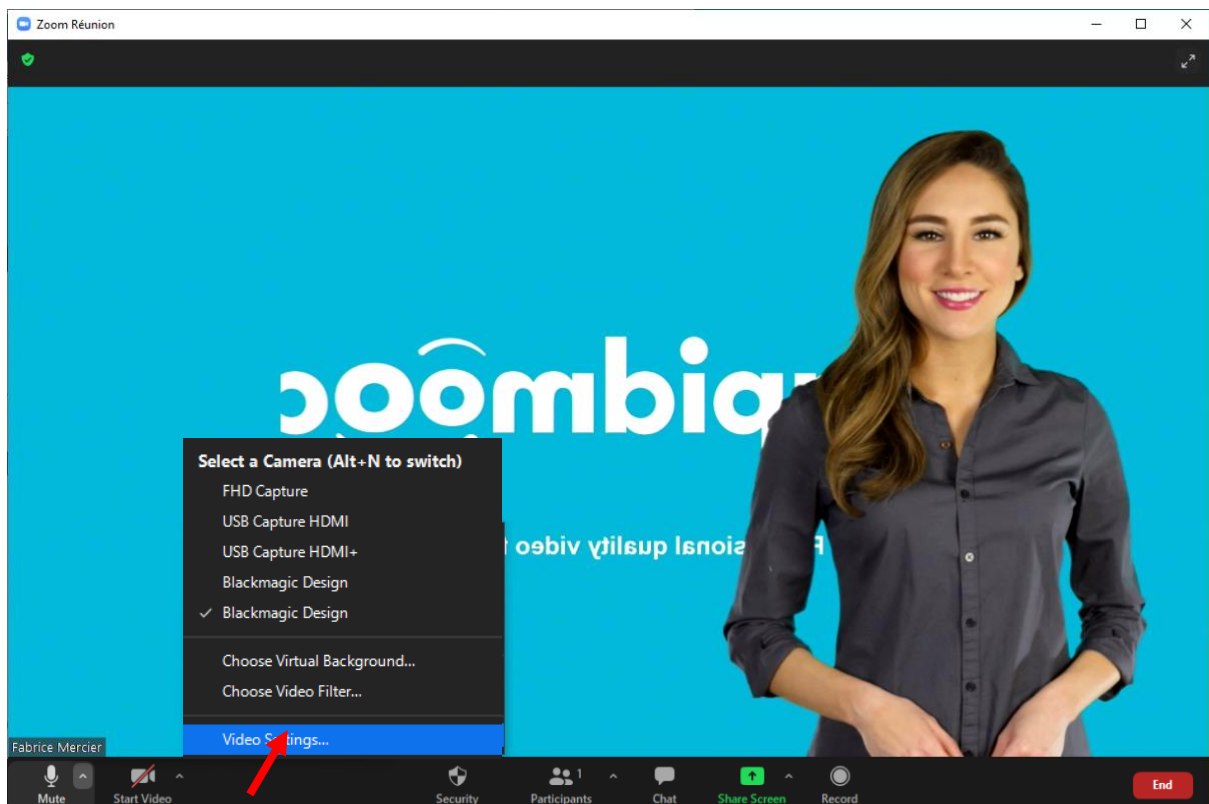 Zoom Réunion
Select a Camera (Alt+N to switch)
FHD Capture
USB Capture HDMI
USB Capture HDMI+
Blackmagic Design
Blackmagic Design
Choose Virtual Background...
Choose Video Filter...
Video Settings...
Fabrice Mercier
1
Mute
Start Video
Security
Participants
Chat
Share Screen
Record
End